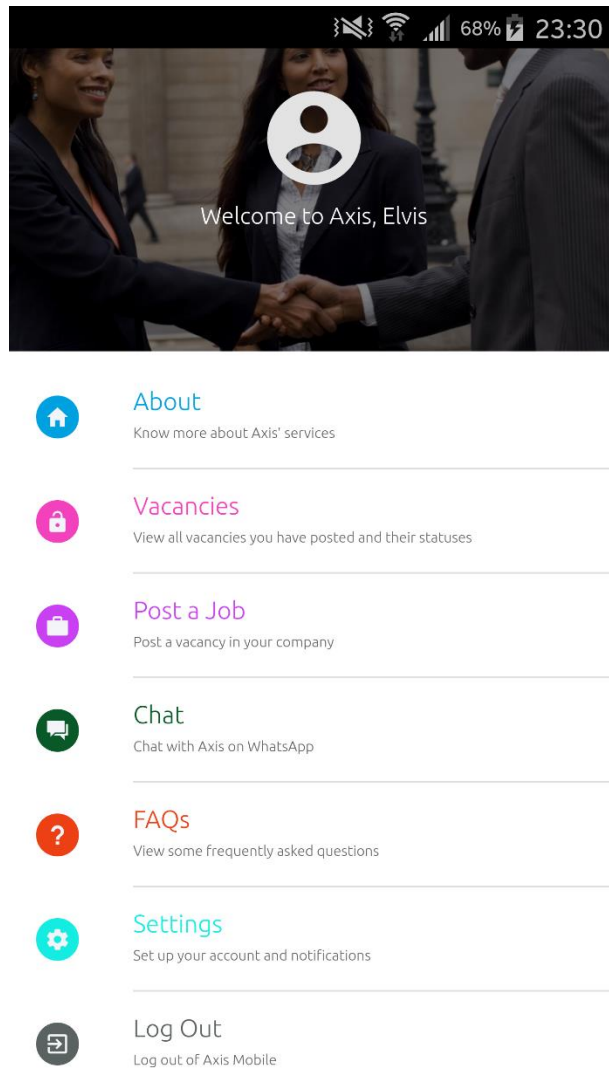 68% 23:30
Welcome to Axis, Elvis
About
Know more about Axis' services
Vacancies
View all vacancies you have posted and their statuses
Post a Job
Post a vacancy in your company
Chat
Chat with Axis on WhatsApp
?
FAQs
View some frequently asked questions
Settings
Set up your account and notifications
Log Out
Log out of Axis Mobile